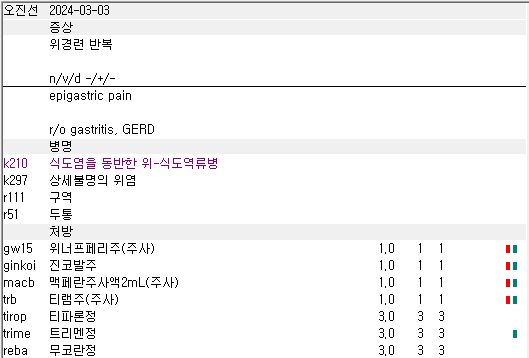 오진선 2024-03-03
증상
위경련 반복
n/v/d -/+/-
epigastric pain
r/o gastritis, GERD
병명
k210 식도염을 동반한 위-식도역류병
k297 상세불명의 위염
r111 구역
r51 두통
처방
gw15 위너프페리주(주사) 1.0 1 1
ginkoi 진코발주 1.0 1 1
macb 맥페란주사액2mL(주사) 1.0 1 1
trb 티램주(주사) 1.0 1 1
tirop 티파론정 3.0 3 3
trime 트리멘정 3.0 3 3
reba 무코란정 3.0 3 3